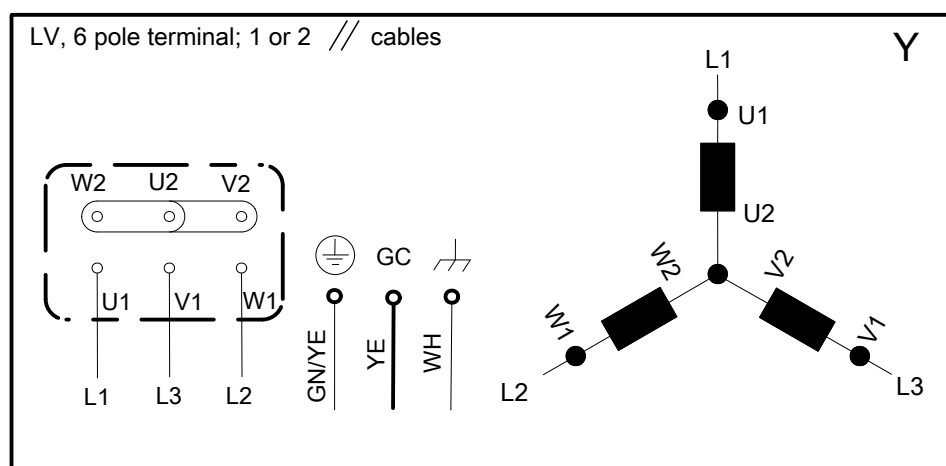 LV, 6 pole terminal; 1 or 2 // cables
Y
L1
U1
U2
W2
V2
W1
V1
L2
L3
W2 U2 V2
U1 V1 W1
L1 L3 L2
GC
GN/YE
YE
WH